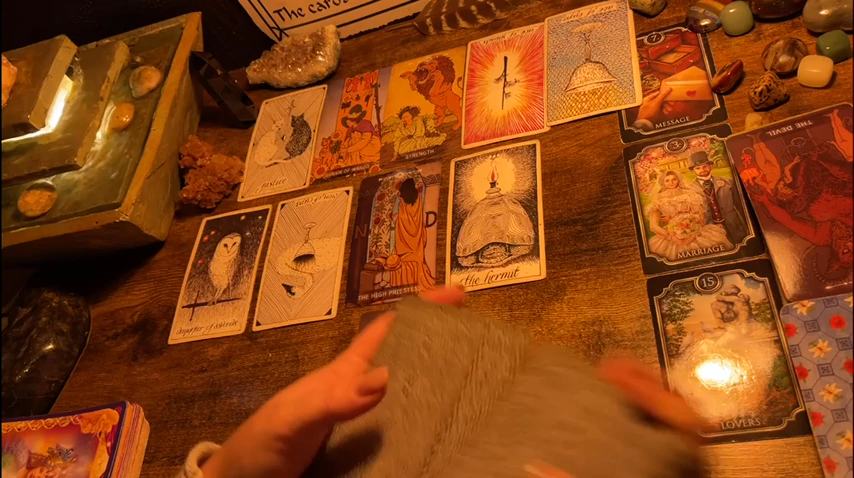 The
7
MESSAGE
justice
STRENGTH
3
MARRIAGE
THE DEVIL
daughter of swords
THE HIGH PRIESTESS
the hermit
15
LOVERS